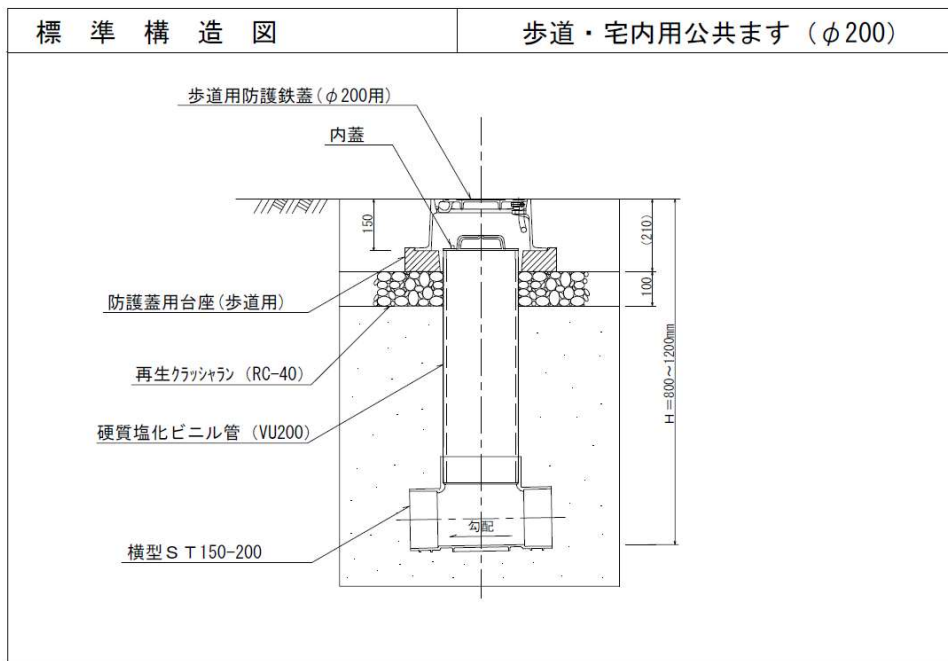 標準構造図
歩道・宅内用公共ます(φ200)
歩道用防護鉄蓋(φ200用)
内蓋
150
(210)
防護蓋用台座(歩道用)
100
再生クラッシャラン (RC-40)
H=800～1200mm
硬質塩化ビニル管 (VU200)
勾配
横型ST150-200